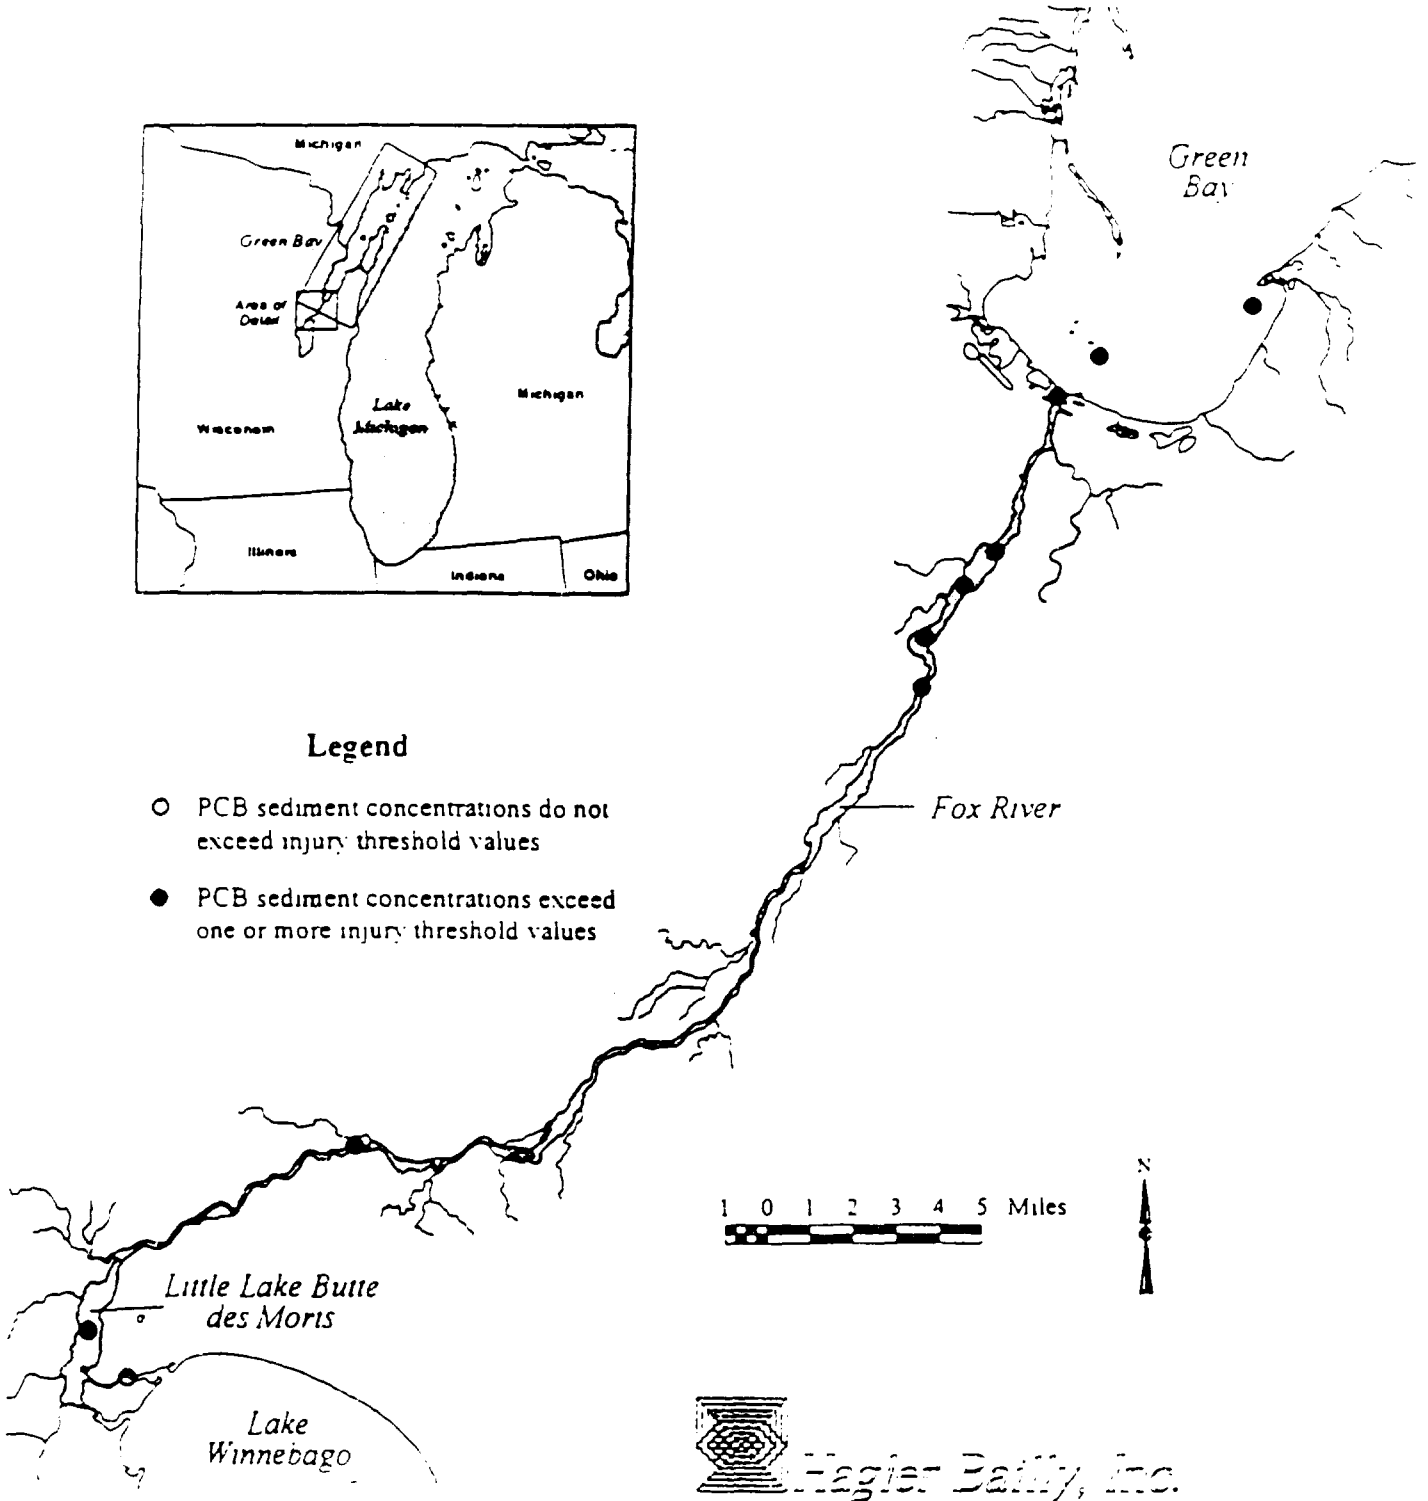 Green
Bay
Michigan
Green Bay
Area of
Detail
Lake
Michigan
Michigan
Wisconsin
Illinois
Indiana
Ohio
Legend
PCB sediment concentrations do not
exceed injury threshold values
PCB sediment concentrations exceed
one or more injury threshold values
Fox River
1 0 1 2 3 4 5 Miles
N
Little Lake Butte
des Morts
Lake
Winnebago
Hagler Bailly, Inc.